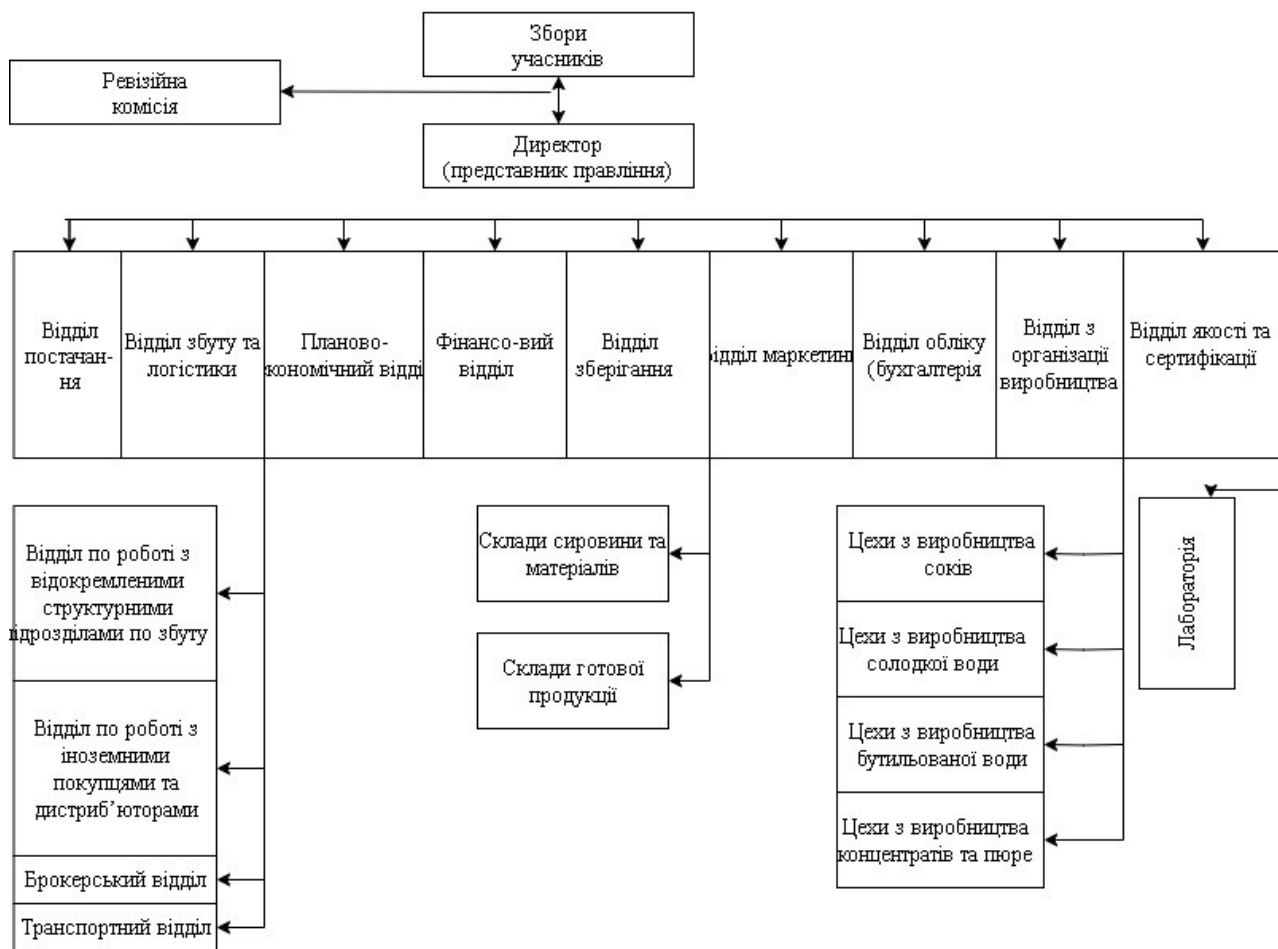 Збори
учасників
Ревізійна
комісія
Директор
(представник правління)
Відділ
постачан-
ня
Відділ збуту та
логістики
Планово-
кономічний відді
Фінансо-вий
відділ
Відділ
зберігання
ідділ маркетин
Відділ обліку
(бухгалтерія
Відділ з
організації
виробництва
Відділ якості та
сертифікації
Відділ по роботі з
відокремленими
структурними
ідрозділами по збуту
Відділ по роботі з
іноземними
покупцями та
дистриб’юторами
Брокерський відділ
Транспортний відділ
Склади сировини та
матеріалів
Склади готової
продукції
Цехи з виробництва
соків
Цехи з виробництва
солодкої води
Цехи з виробництва
бутильованої води
Цехи з виробництва
концентратів та пюре
Лабораторія